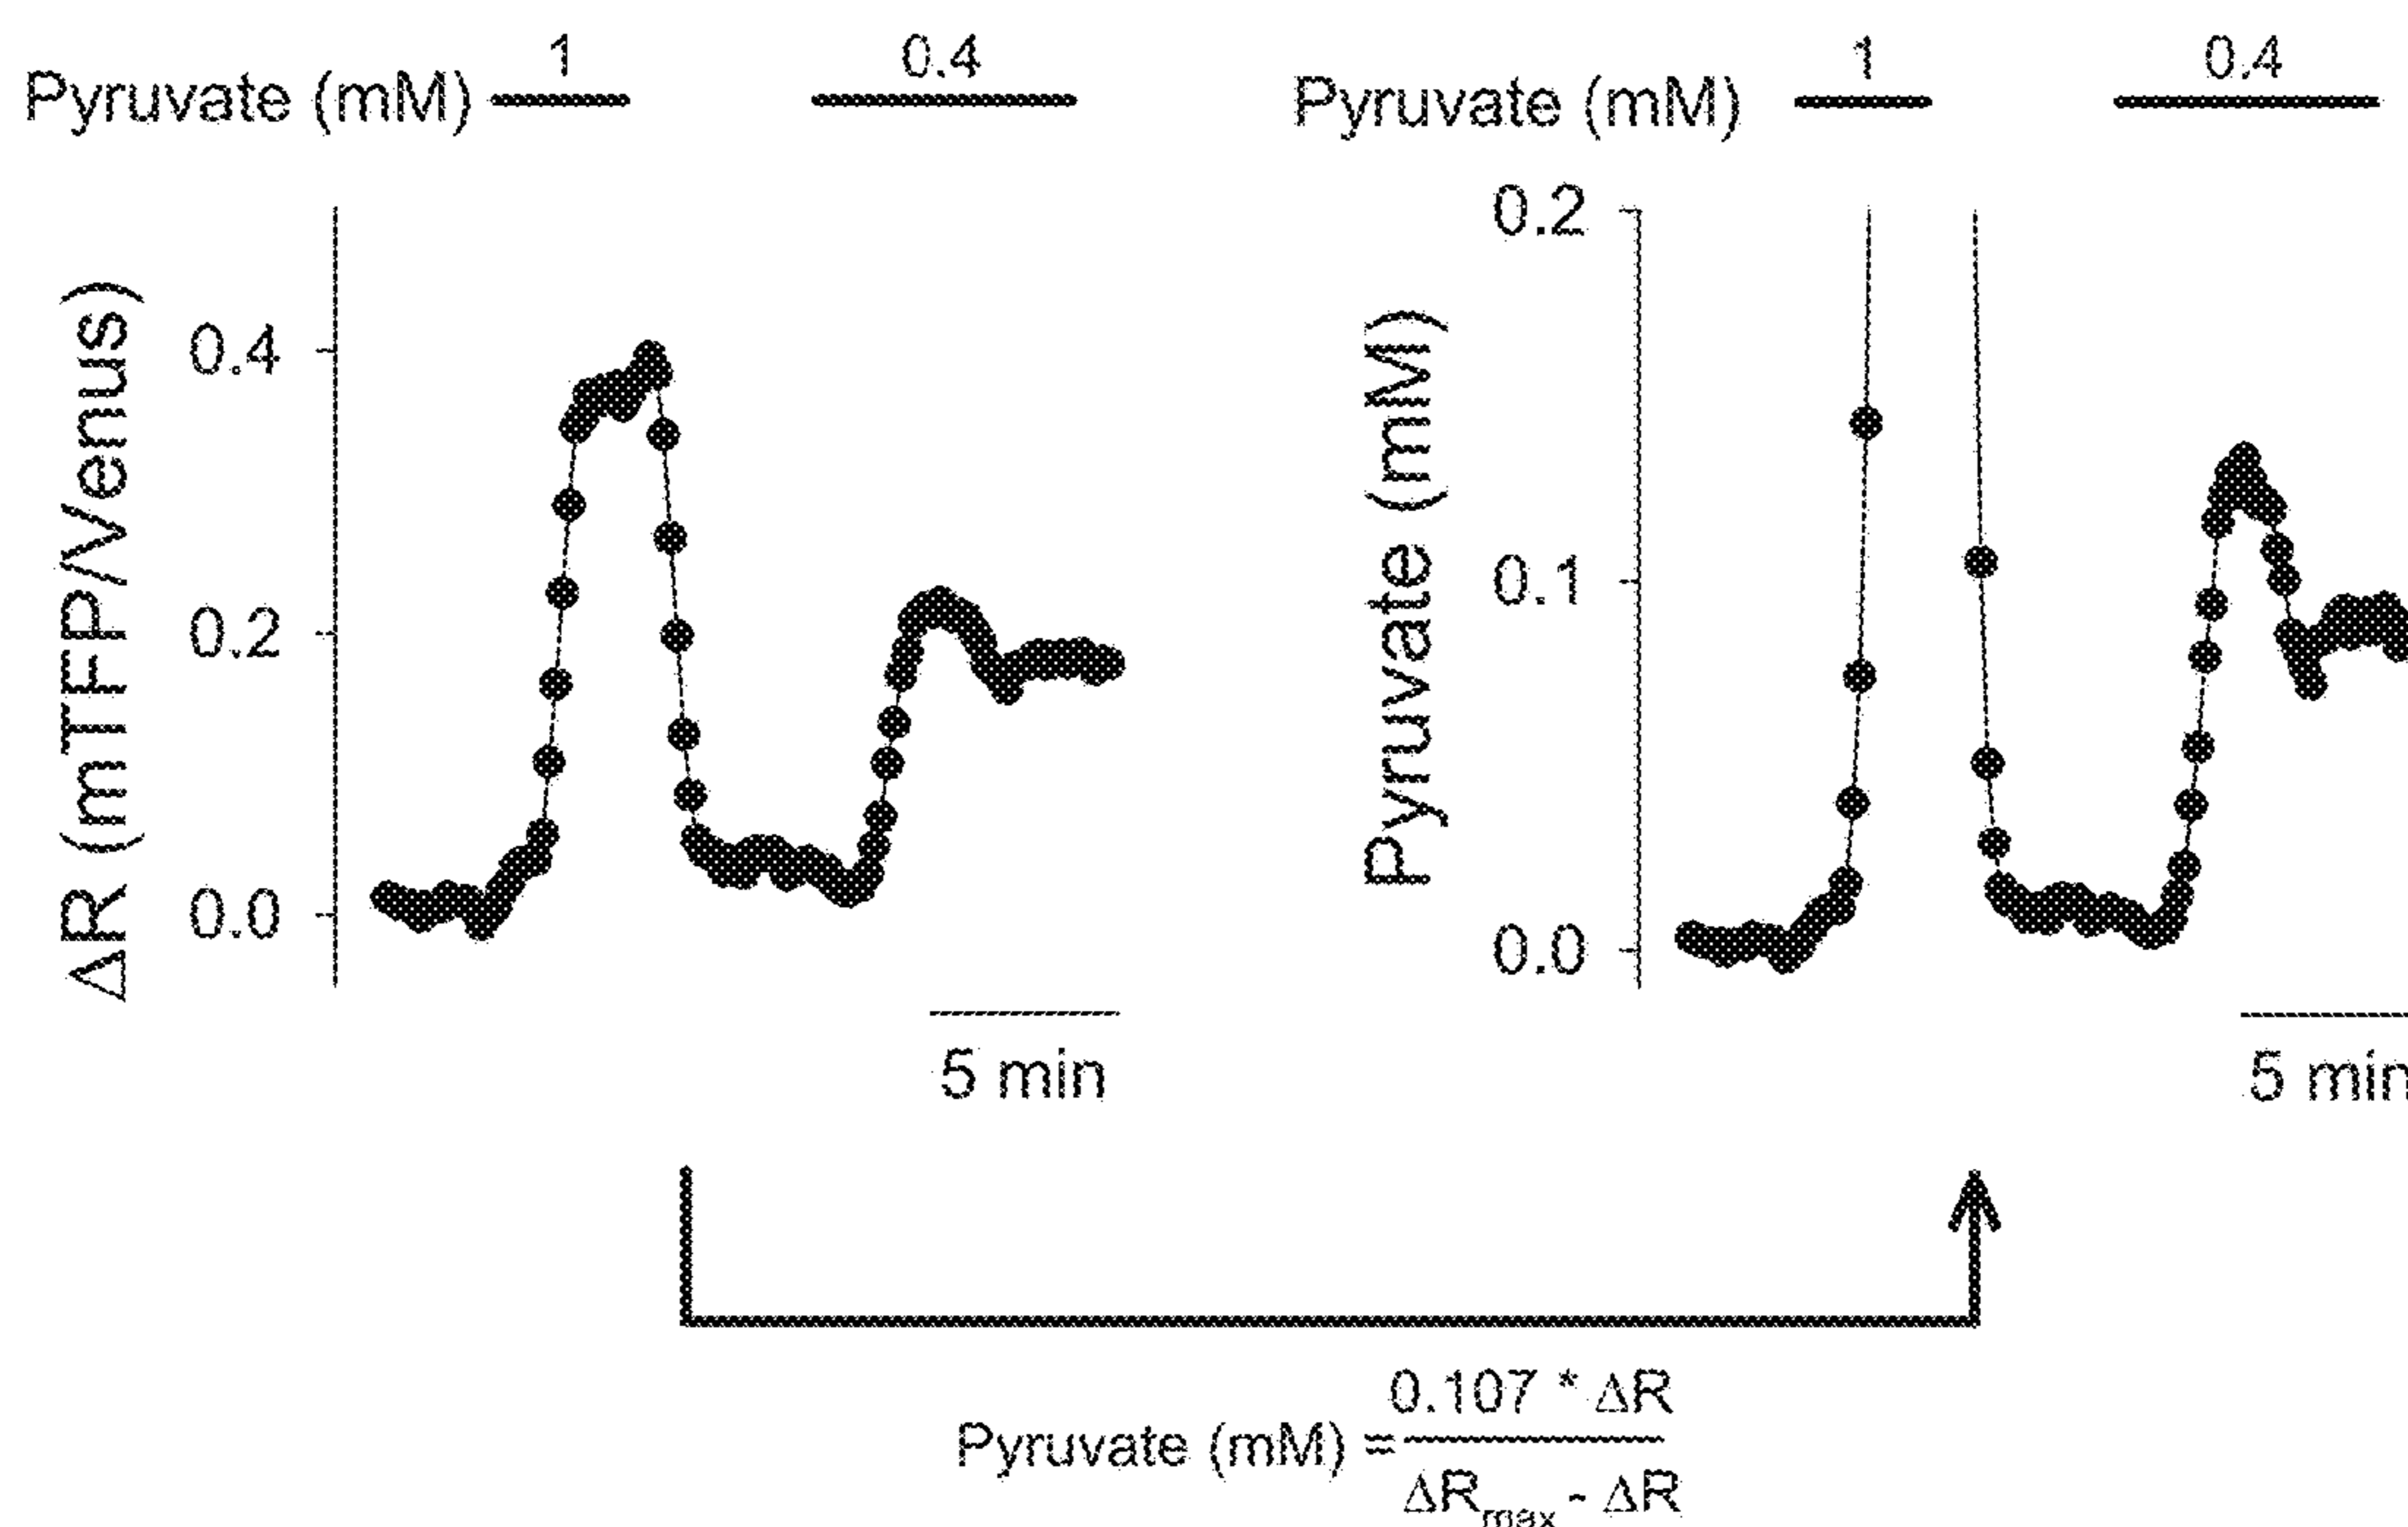 Pyruvate (mM) 1 0.4
ΔR (mTFP/Venus)
0.4
0.2
0.0
5 min
Pyruvate (mM) 1 0.4
Pyruvate (mM)
0.2
0.1
0.0
5 min
Pyruvate (mM) = 0.107 * ΔR
ΔRmax - ΔR